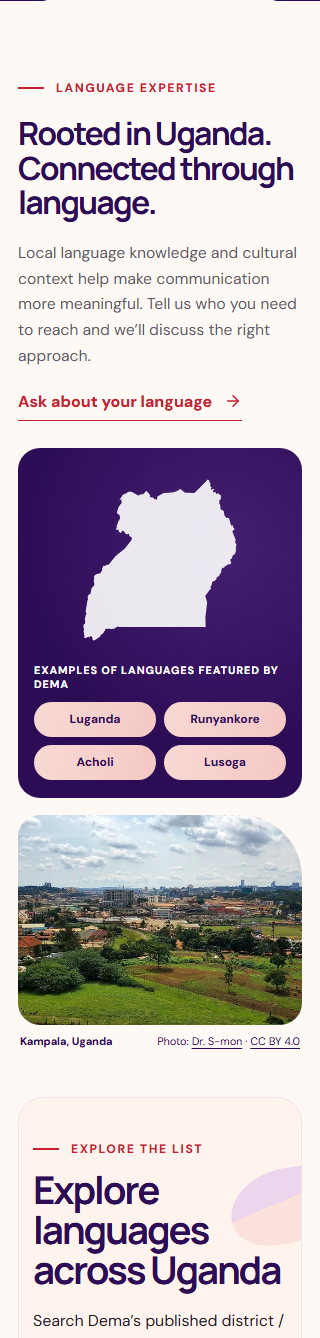 LANGUAGE EXPERTISE
Rooted in Uganda.
Connected through
language.
Local language knowledge and cultural
context help make communication
more meaningful. Tell us who you need
to reach and we’ll discuss the right
approach.
Ask about your language →
EXAMPLES OF LANGUAGES FEATURED BY
DEMA
Luganda Runyankore
Acholi Lusoga
Kampala, Uganda Photo: Dr. S-mon · CC BY 4.0
EXPLORE THE LIST
Explore
languages
across Uganda
Search Dema’s published district /